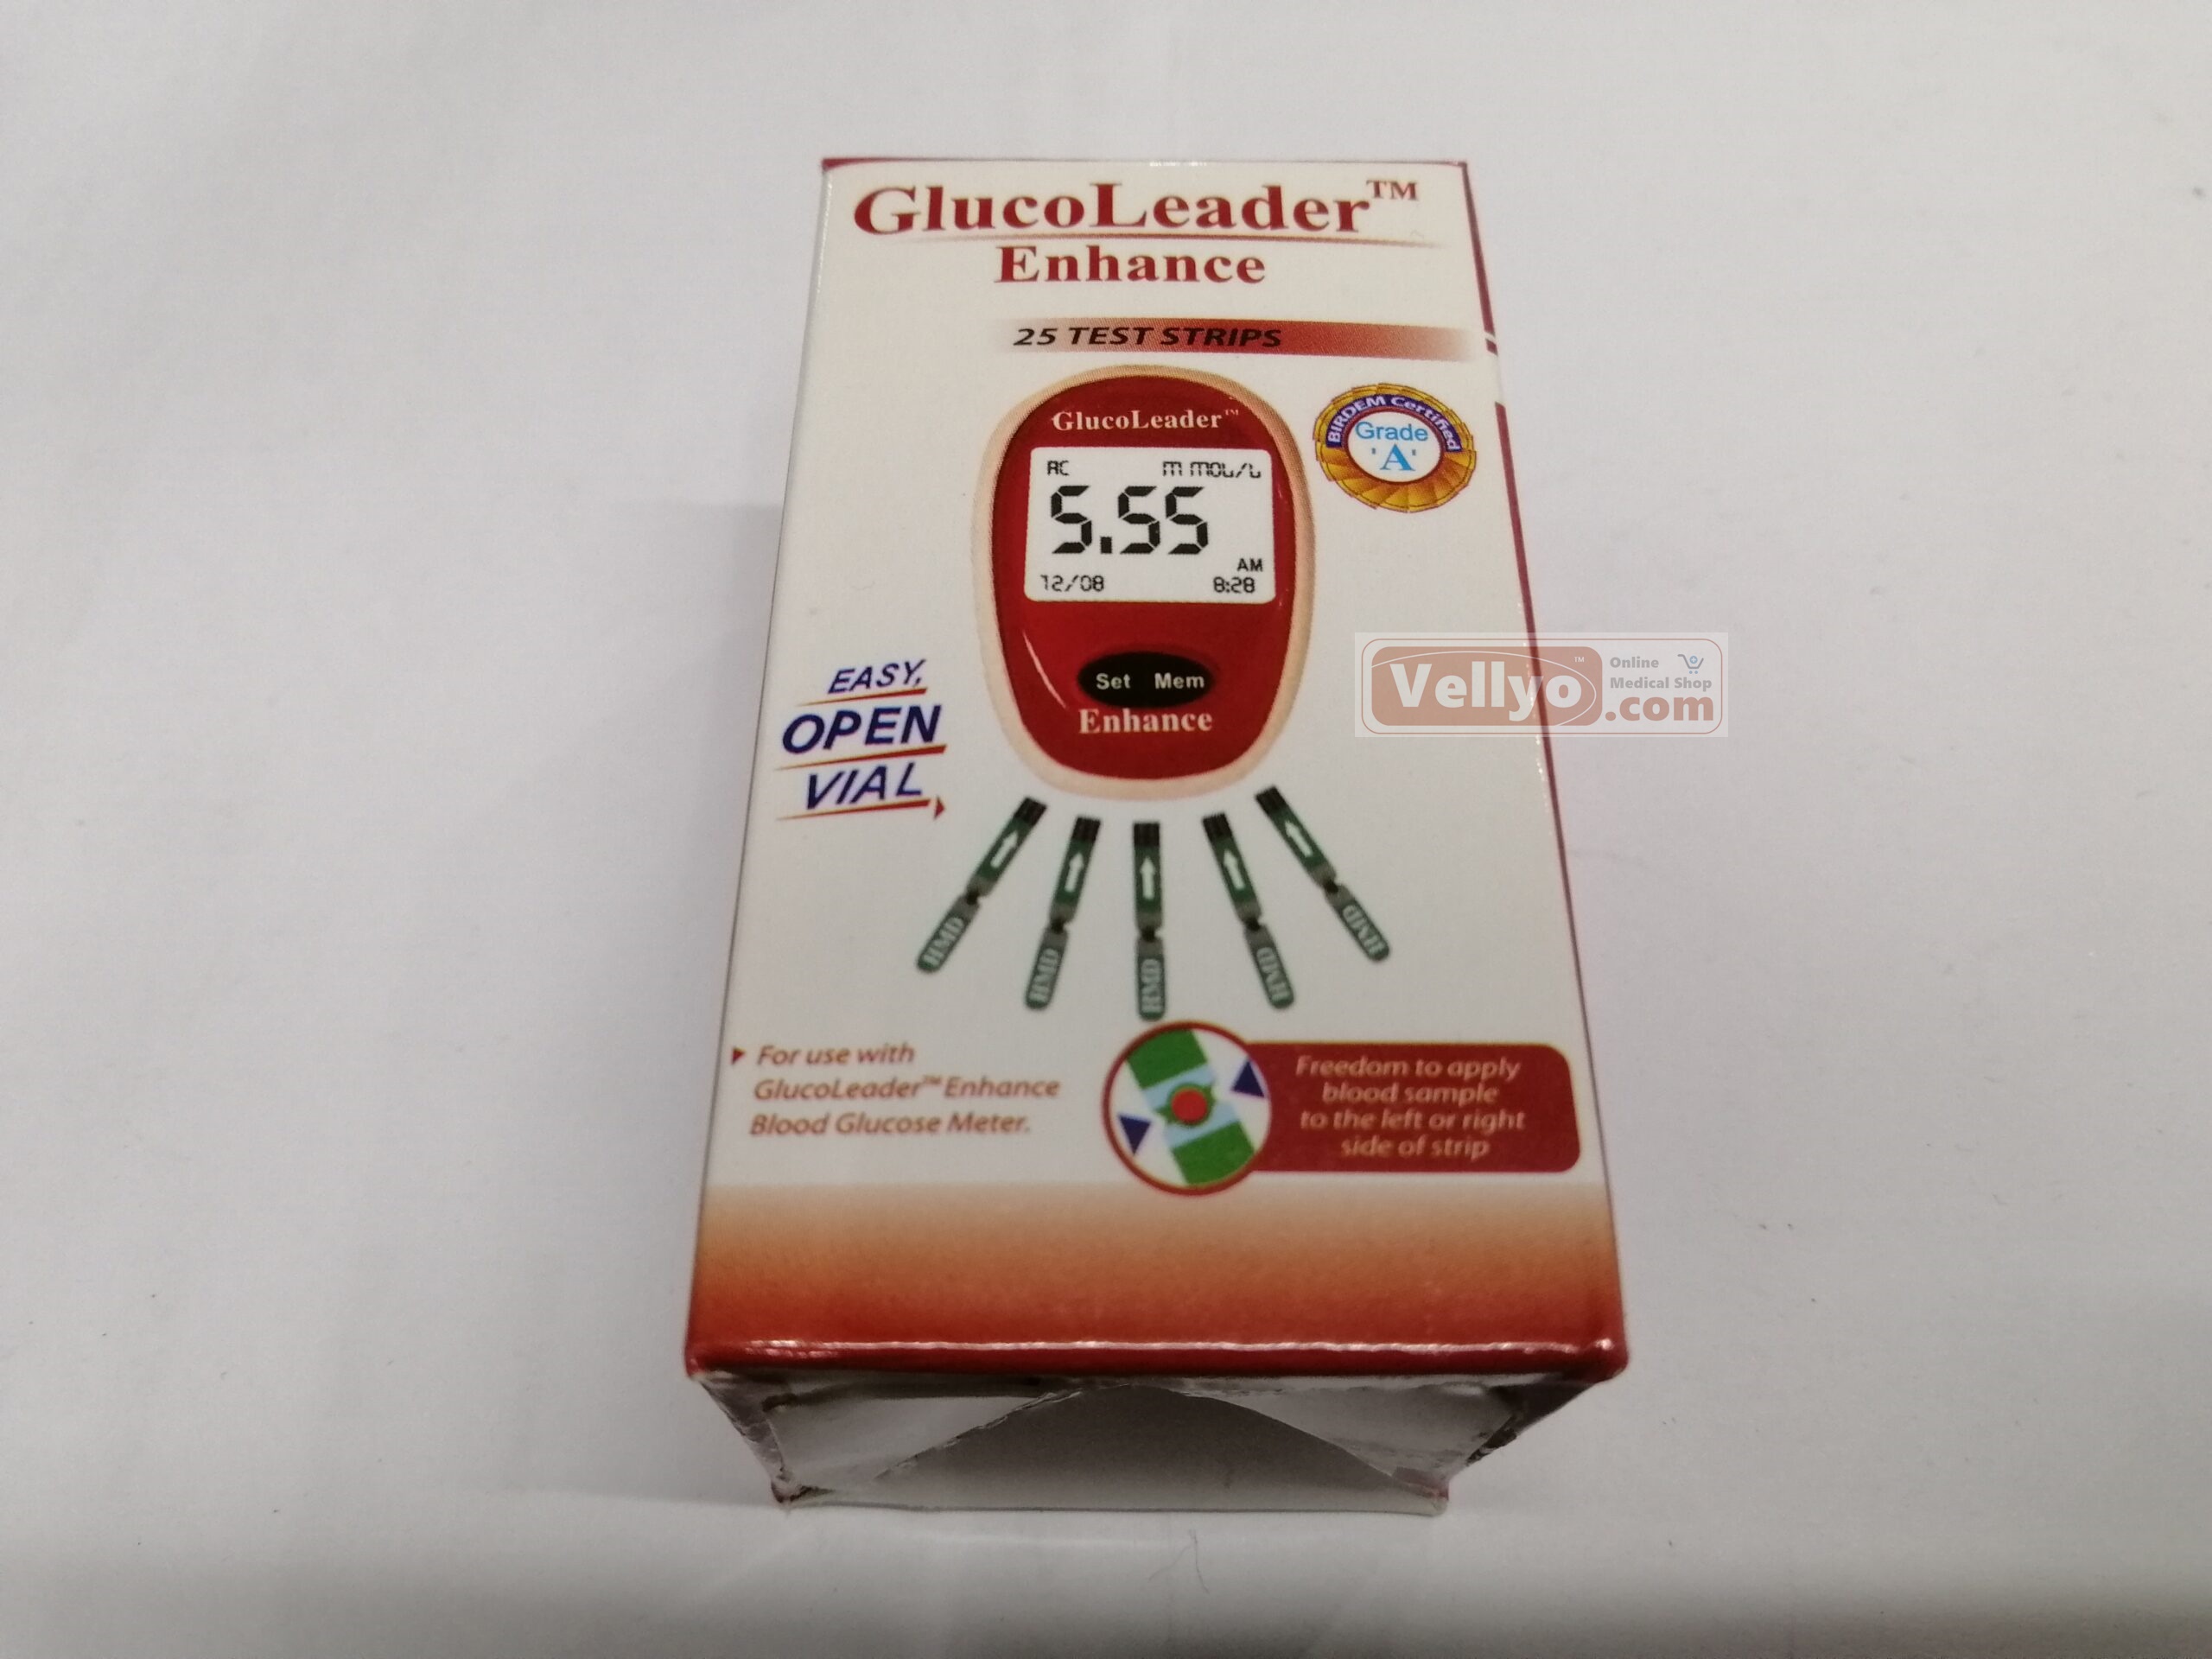 GlucoLeader™
Enhance
25 TEST STRIPS
BIRDEM Certified
Grade
'A'
GlucoLeader™
AC m mol/L
5.55
AM
12/08 8:28
Set Mem
Enhance
EASY,
OPEN
VIAL
Vellyo™ Online
Medical Shop
.com
HMD
HMD
HMD
HMD
HMD
For use with
GlucoLeader™ Enhance
Blood Glucose Meter.
Freedom to apply
blood sample
to the left or right
side of strip